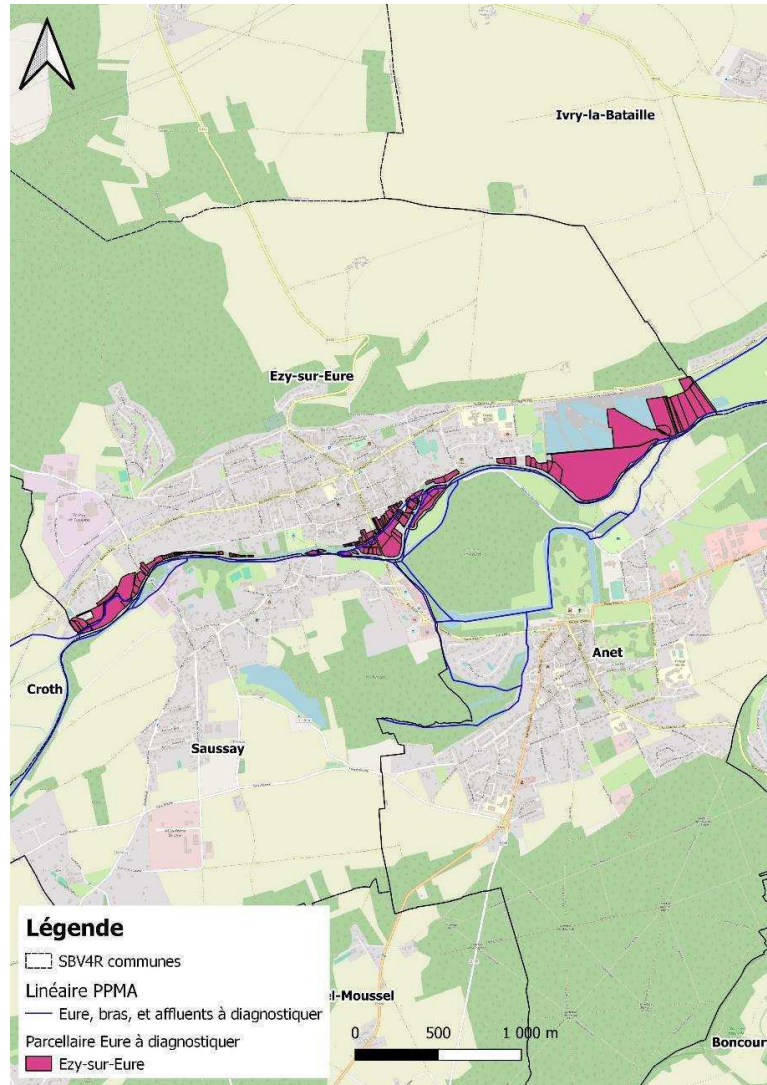 Ivry-la-Bataille
Ezy-sur-Eure
Anet
Croth
Saussay
Légende
SBV4R communes
Linéaire PPMA
Eure, bras, et affluents à diagnostiquer
Parcellaire Eure à diagnostiquer
Ezy-sur-Eure
el-Moussel
0 500 1 000 m
Boncour